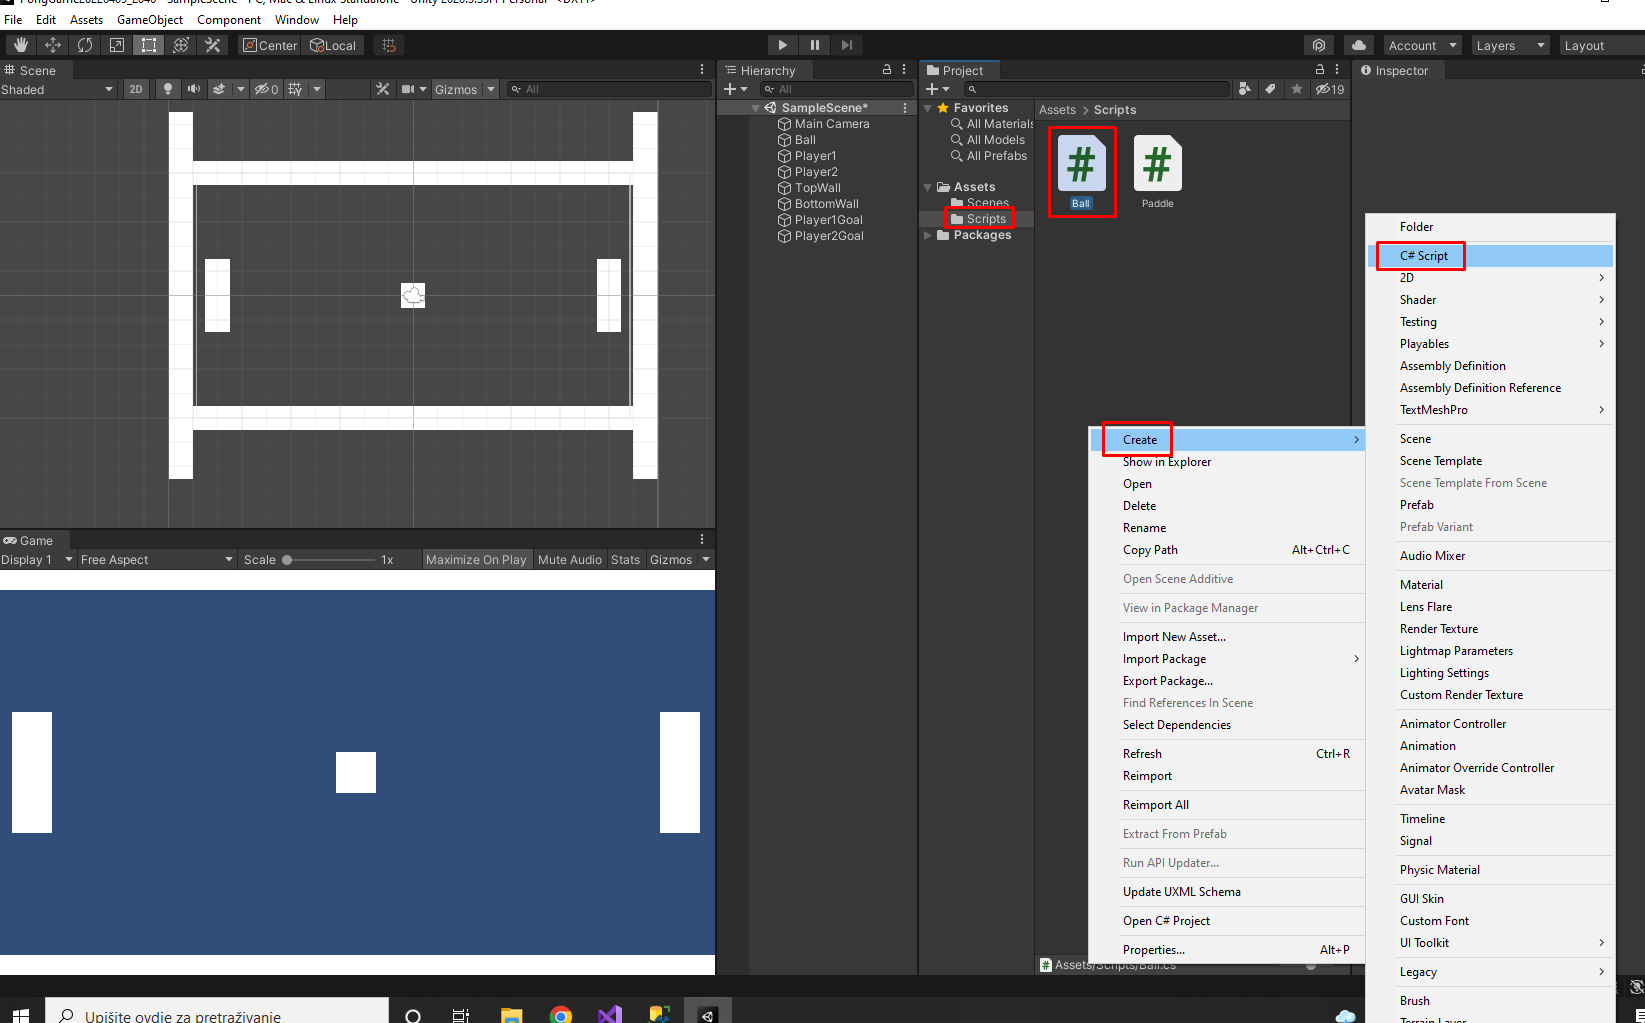 File Edit Assets GameObject Component Window Help
Center Local Account Layers Layout
Scene
Shaded 2D 0 Gizmos All
Hierarchy
All
SampleScene*
Main Camera
Ball
Player1
Player2
TopWall
BottomWall
Player1Goal
Player2Goal
Project
19
Favorites
All Materials
All Models
All Prefabs
Assets
Scenes
Scripts
Packages
Assets > Scripts
# #
Ball Paddle
Inspector
Create
Show in Explorer
Open
Delete
Rename
Copy Path Alt+Ctrl+C
Open Scene Additive
View in Package Manager
Import New Asset...
Import Package
Export Package...
Find References In Scene
Select Dependencies
Refresh Ctrl+R
Reimport
Reimport All
Extract From Prefab
Run API Updater...
Update UXML Schema
Open C# Project
Properties... Alt+P
Folder
C# Script
2D
Shader
Testing
Playables
Assembly Definition
Assembly Definition Reference
TextMeshPro
Scene
Scene Template
Scene Template From Scene
Prefab
Prefab Variant
Audio Mixer
Material
Lens Flare
Render Texture
Lightmap Parameters
Lighting Settings
Custom Render Texture
Animator Controller
Animation
Animator Override Controller
Avatar Mask
Timeline
Signal
Physic Material
GUI Skin
Custom Font
UI Toolkit
Legacy
Brush
Assets/Scripts/Ball.cs
Game
Display 1 Free Aspect Scale 1x Maximize On Play Mute Audio Stats Gizmos
Upišite ovdje za pretraživanje